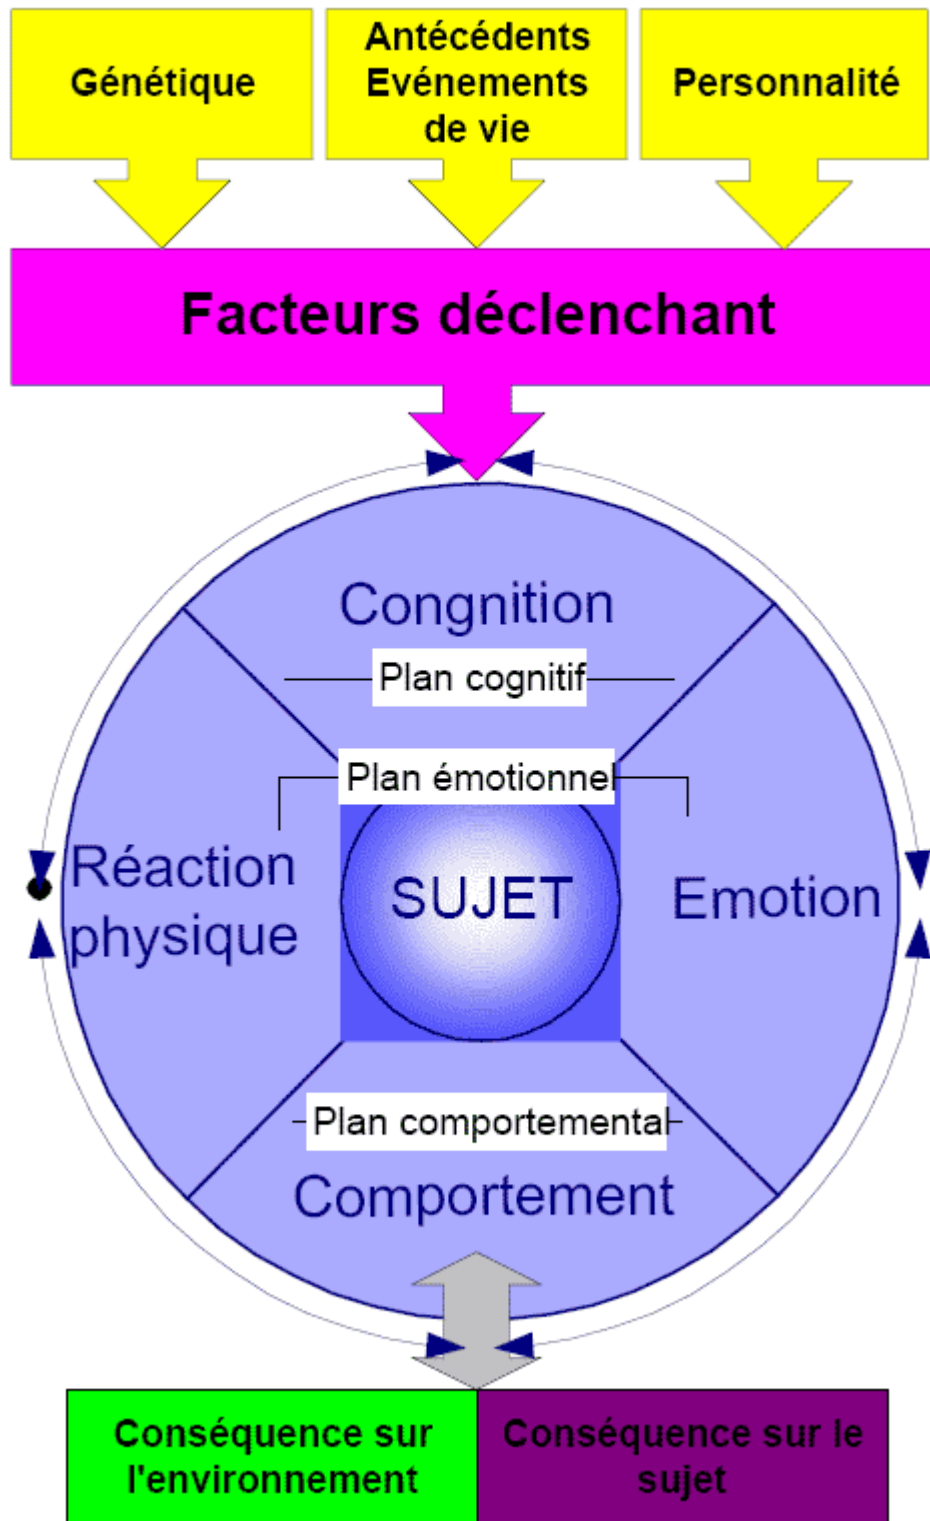 Génétique
Antécédents
Evénements
de vie
Personnalité
Facteurs déclenchant
Congnition
Plan cognitif
Plan émotionnel
Réaction
physique
SUJET
Emotion
Plan comportemental
Comportement
Conséquence sur
l'environnement
Conséquence sur le
sujet